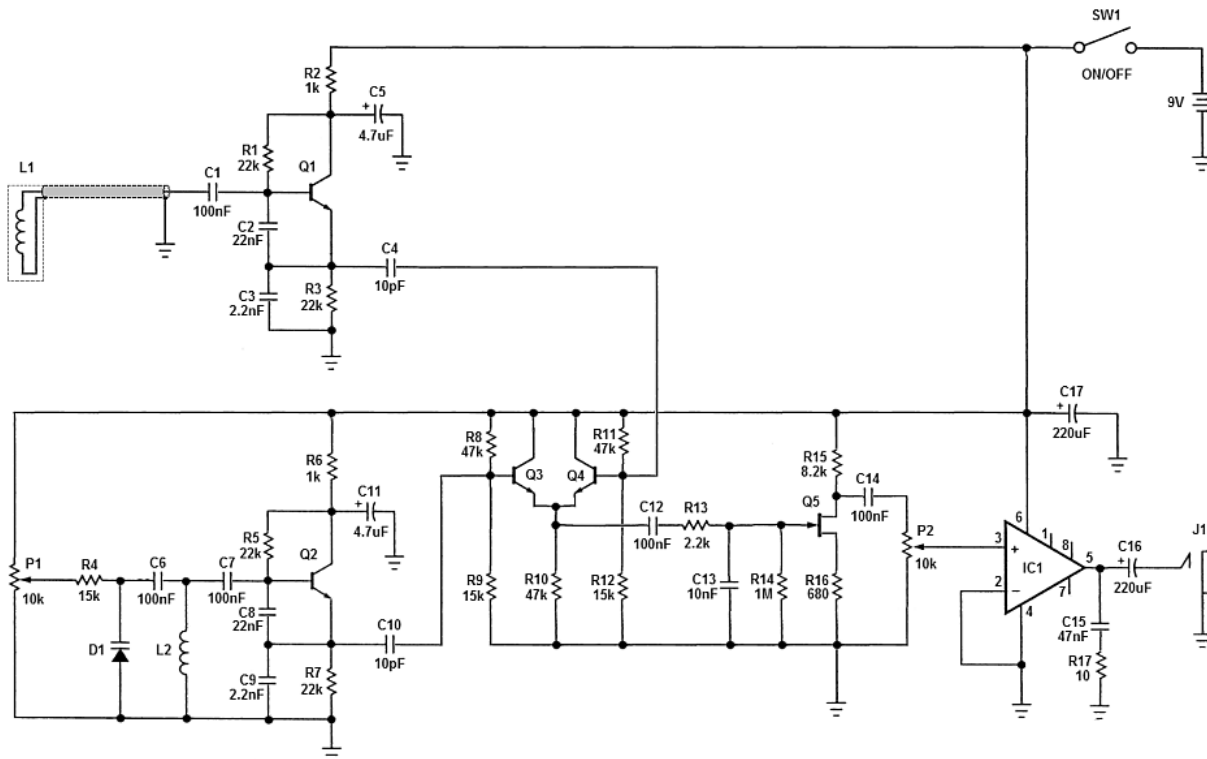 SW1
ON/OFF
9V
R2
1k
C5
+
4.7uF
R1
22k
Q1
L1
C1
100nF
C2
22nF
C4
10pF
C3
2.2nF
R3
22k
C17
+
220uF
R8
47k
R11
47k
Q3
Q4
R15
8.2k
C14
100nF
Q5
R6
1k
C11
+
4.7uF
R5
22k
Q2
C12
100nF
R13
2.2k
P2
10k
6
1
8
3
+
IC1
5
2
−
7
4
C16
+
220uF
J1
P1
10k
R4
15k
C6
100nF
C7
100nF
C8
22nF
R9
15k
R10
47k
R12
15k
C13
10nF
R14
1M
R16
680
C15
47nF
R17
10
D1
L2
C10
10pF
C9
2.2nF
R7
22k